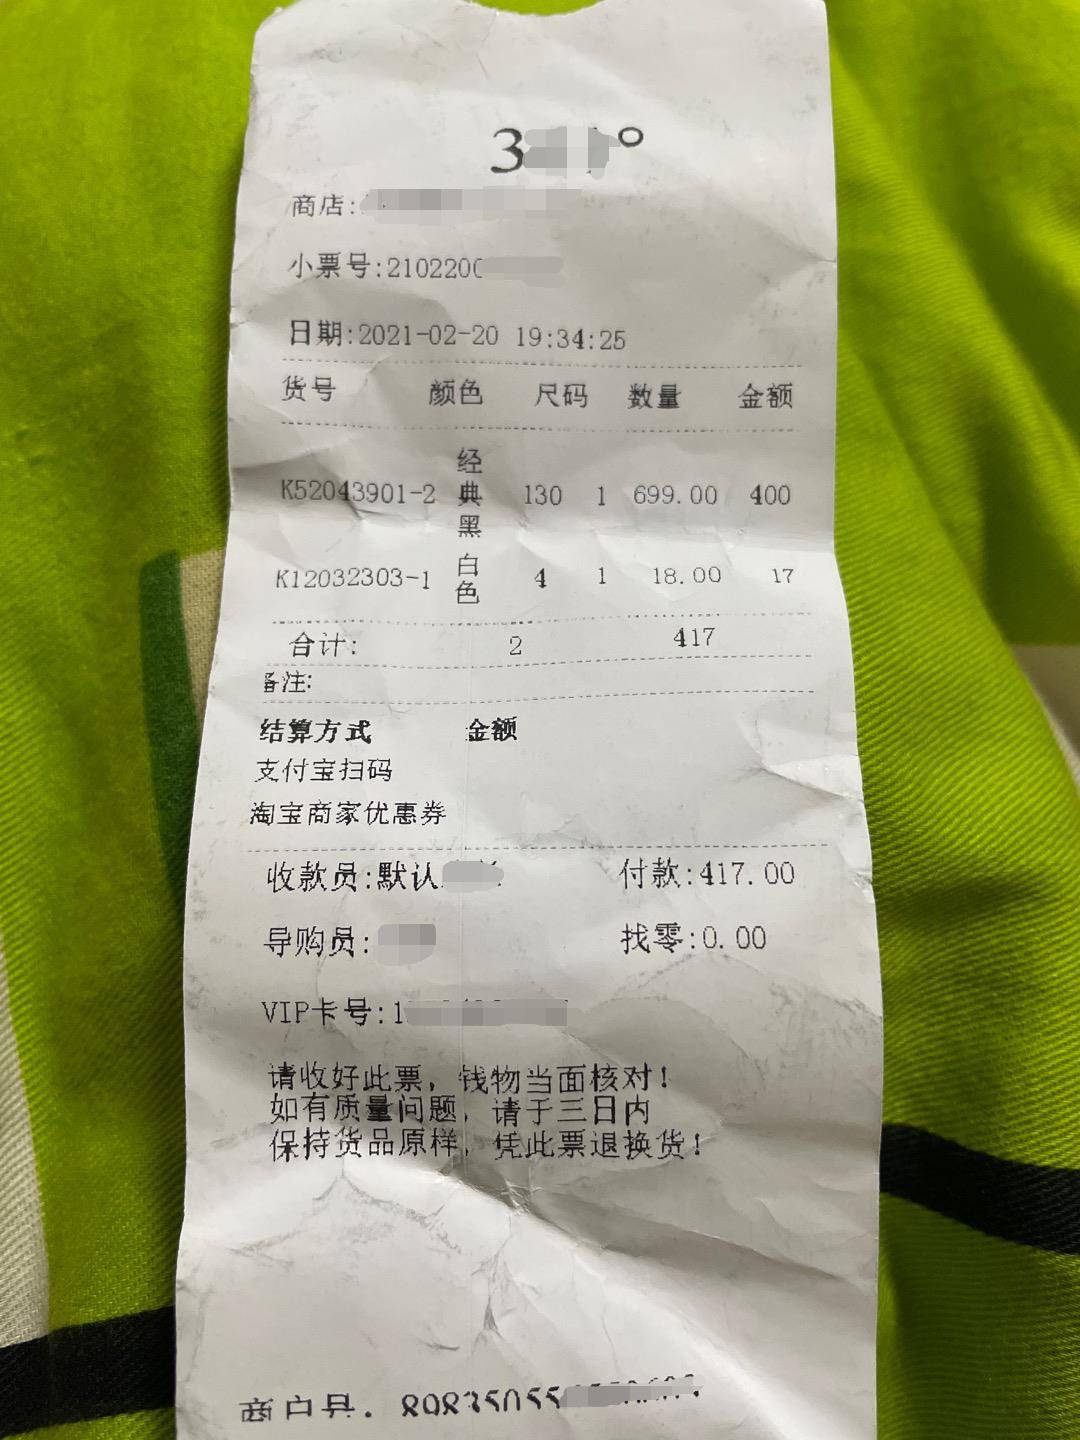 商店:
小票号:2102200
日期:2021-02-20 19:34:25
货号 颜色 尺码 数量 金额
K52043901-2 经典黑 130 1 699.00 400
K12032303-1 白色 4 1 18.00 17
合计: 2 417
备注:
结算方式 金额
支付宝扫码
淘宝商家优惠券
收款员:默认 付款:417.00
导购员: 找零:0.00
VIP卡号:1
请收好此票，钱物当面核对!
如有质量问题，请于三日内
保持货品原样，凭此票退换货!
商户号: